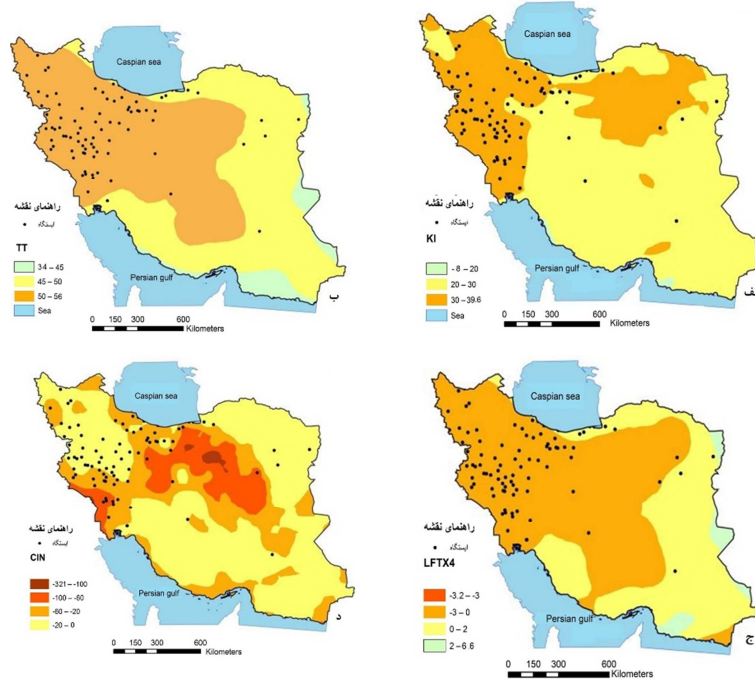 Caspian sea
راهنمای نقشه
ایستگاه
TT
34 – 45
45 – 50
50 – 56
Sea
Persian gulf
0 150 300 600
Kilometers
ب
Caspian sea
راهنمای نقشه
ایستگاه
KI
- 8 – 20
20 – 30
30 – 39.6
Sea
Persian gulf
0 150 300 600
Kilometers
الف
Caspian sea
راهنمای نقشه
ایستگاه
CIN
-321 – -100
-100 – -60
-60 – -20
-20 – 0
Persian gulf
0 150 300 600
Kilometers
د
Caspian sea
راهنمای نقشه
ایستگاه
LFTX4
-3.2 – -3
-3 – 0
0 – 2
2 – 6.6
Persian gulf
0 150 300 600
Kilometers
ج